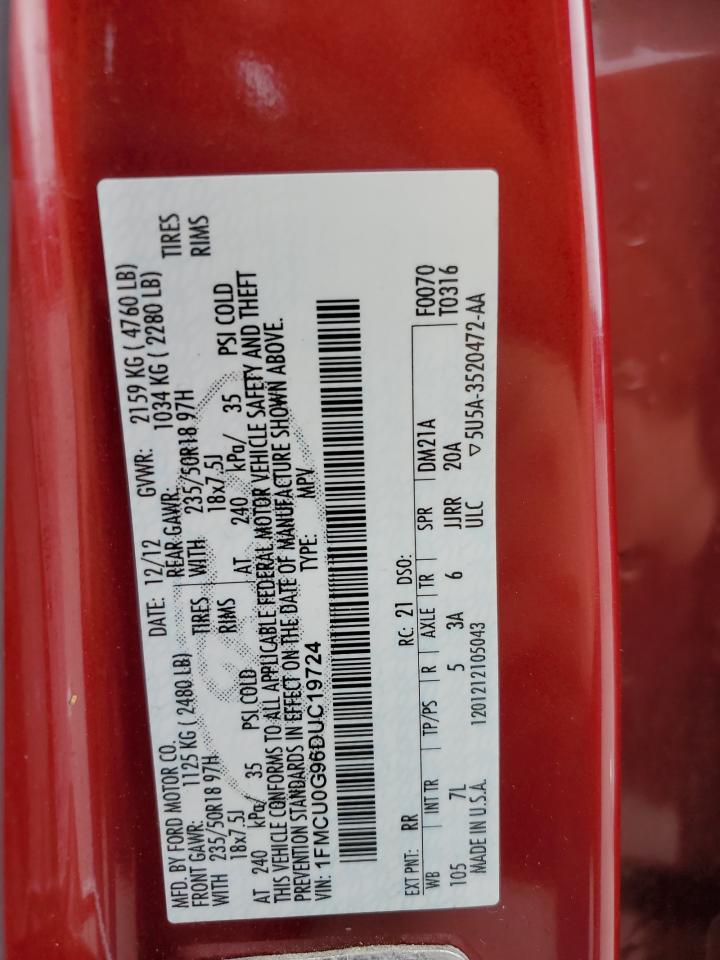 MFD. BY FORD MOTOR CO. DATE: 12/12 GVWR: 2159 KG ( 4760 LB)
FRONT GAWR: 1125 KG ( 2480 LB) REAR GAWR: 1034 KG ( 2280 LB)
WITH 235/50R18 97H TIRES WITH 235/50R18 97H TIRES
18x7.5J RIMS 18x7.5J RIMS
AT 240 kPa/ 35 PSI COLD AT 240 kPa/ 35 PSI COLD
THIS VEHICLE CONFORMS TO ALL APPLICABLE FEDERAL MOTOR VEHICLE SAFETY AND THEFT
PREVENTION STANDARDS IN EFFECT ON THE DATE OF MANUFACTURE SHOWN ABOVE.
VIN: 1FMCU0G96DUC19724 TYPE: MPV
EXT PNT: RR RC: 21 DSO: F0070
WB INT TR TP/PS R AXLE TR SPR DM21A T0316
105 7L 5 3A 6 JJRR 20A
MADE IN U.S.A. 1201212105043 ULC ▽5U5A-3520472-AA